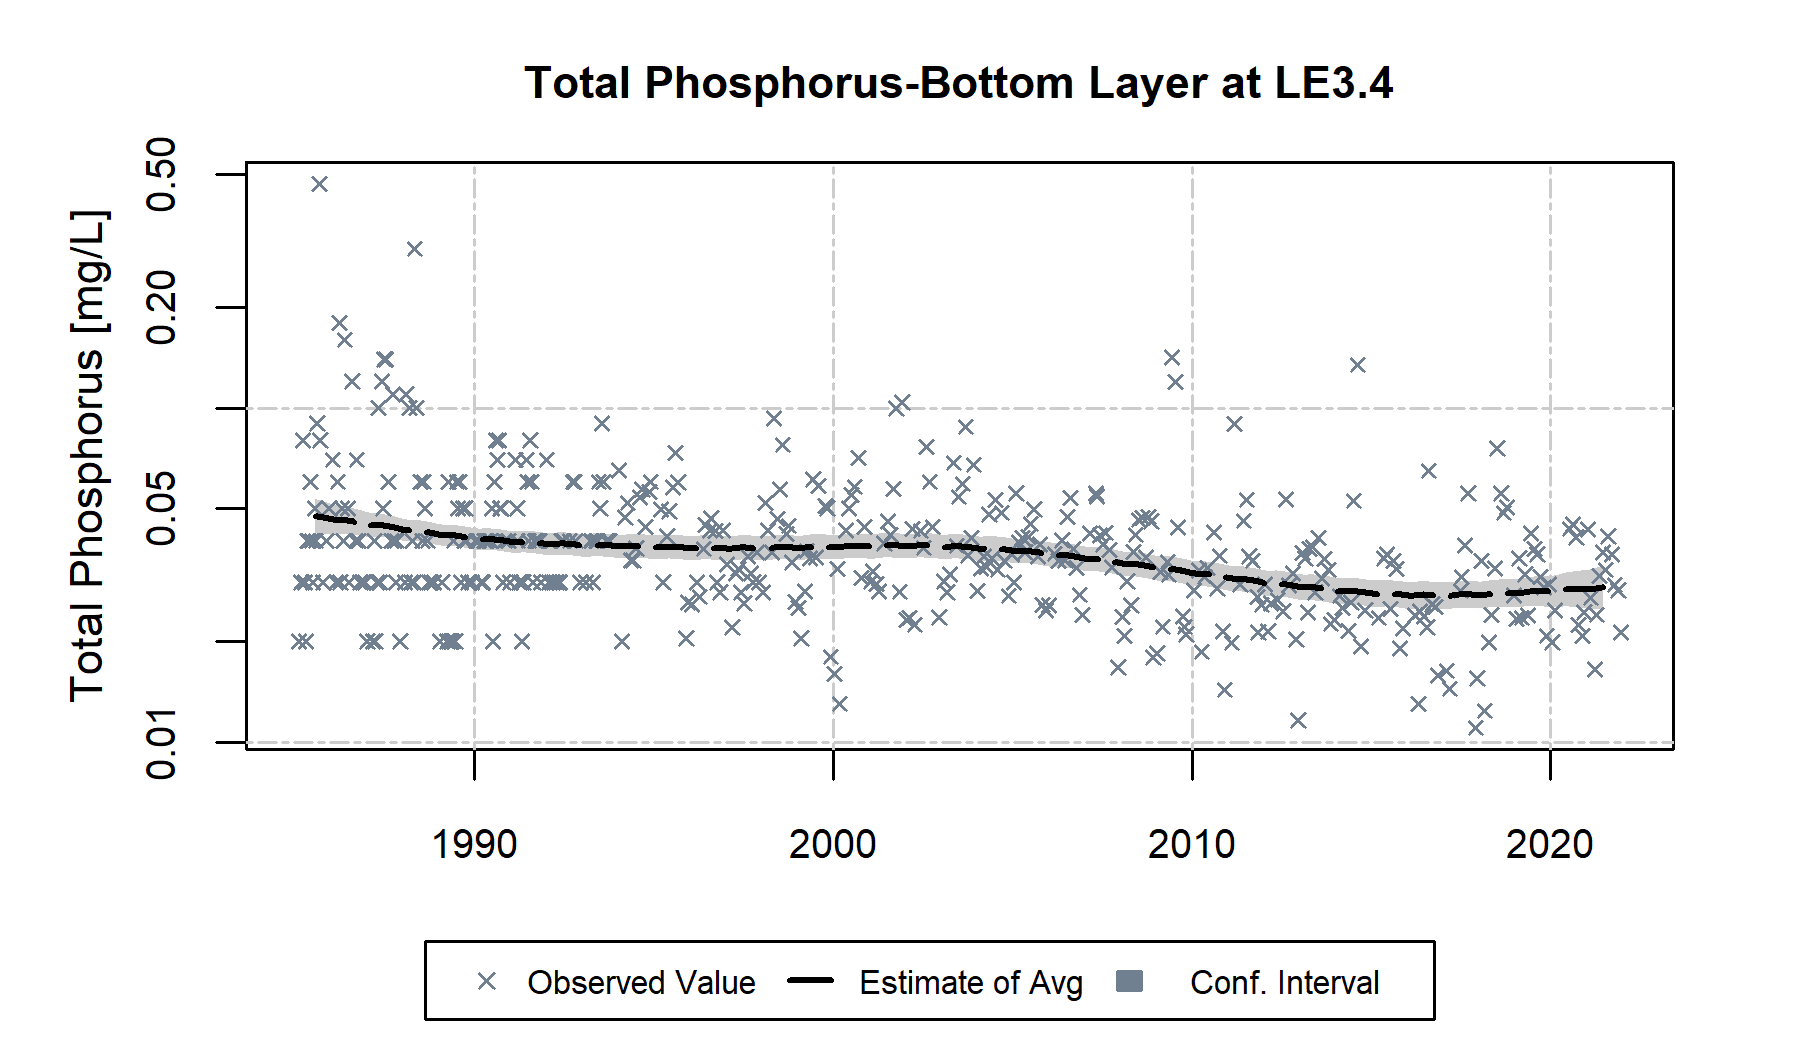 Total Phosphorus-Bottom Layer at LE3.4
Total Phosphorus [mg/L]
0.50
0.20
0.05
0.01
1990 2000 2010 2020
Observed Value Estimate of Avg Conf. Interval